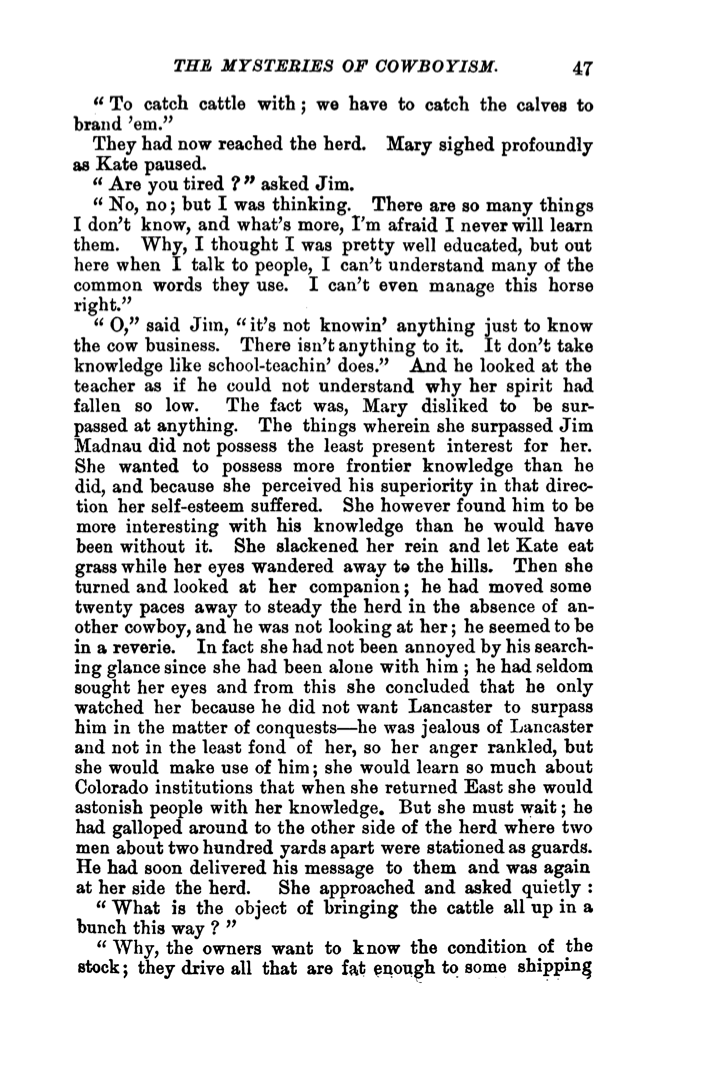 THE MYSTERIES OF COWBOYISM. 47
“ To catch cattle with ; we have to catch the calves to
brand ’em.”
They had now reached the herd. Mary sighed profoundly
as Kate paused.
“ Are you tired ? ” asked Jim.
“ No, no ; but I was thinking. There are so many things
I don’t know, and what’s more, I’m afraid I never will learn
them. Why, I thought I was pretty well educated, but out
here when I talk to people, I can’t understand many of the
common words they use. I can’t even manage this horse
right.”
“ O,” said Jim, “ it’s not knowin’ anything just to know
the cow business. There isn’t anything to it. It don’t take
knowledge like school-teachin’ does.” And he looked at the
teacher as if he could not understand why her spirit had
fallen so low. The fact was, Mary disliked to be sur-
passed at anything. The things wherein she surpassed Jim
Madnau did not possess the least present interest for her.
She wanted to possess more frontier knowledge than he
did, and because she perceived his superiority in that direc-
tion her self-esteem suffered. She however found him to be
more interesting with his knowledge than he would have
been without it. She slackened her rein and let Kate eat
grass while her eyes wandered away to the hills. Then she
turned and looked at her companion ; he had moved some
twenty paces away to steady the herd in the absence of an-
other cowboy, and he was not looking at her ; he seemed to be
in a reverie. In fact she had not been annoyed by his search-
ing glance since she had been alone with him ; he had seldom
sought her eyes and from this she concluded that he only
watched her because he did not want Lancaster to surpass
him in the matter of conquests—he was jealous of Lancaster
and not in the least fond of her, so her anger rankled, but
she would make use of him ; she would learn so much about
Colorado institutions that when she returned East she would
astonish people with her knowledge. But she must wait ; he
had galloped around to the other side of the herd where two
men about two hundred yards apart were stationed as guards.
He had soon delivered his message to them and was again
at her side the herd. She approached and asked quietly :
“ What is the object of bringing the cattle all up in a
bunch this way ? ”
“ Why, the owners want to know the condition of the
stock ; they drive all that are fat enough to some shipping